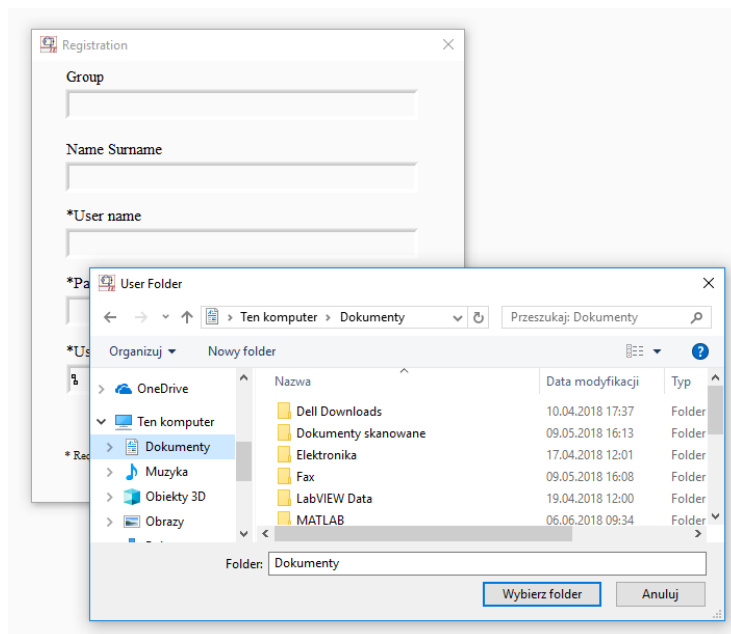 Registration
Group
Name Surname
*User name
*Pa
*Us
* Rec
User Folder
Ten komputer > Dokumenty
Przeszukaj: Dokumenty
Organizuj Nowy folder
Nazwa Data modyfikacji Typ
OneDrive
Ten komputer
Dokumenty
Muzyka
Obiekty 3D
Obrazy
Dell Downloads 10.04.2018 17:37 Folder
Dokumenty skanowane 09.05.2018 16:13 Folder
Elektronika 17.04.2018 12:01 Folder
Fax 09.05.2018 16:08 Folder
LabVIEW Data 19.04.2018 12:00 Folder
MATLAB 06.06.2018 09:34 Folder
Folder: Dokumenty
Wybierz folder Anuluj